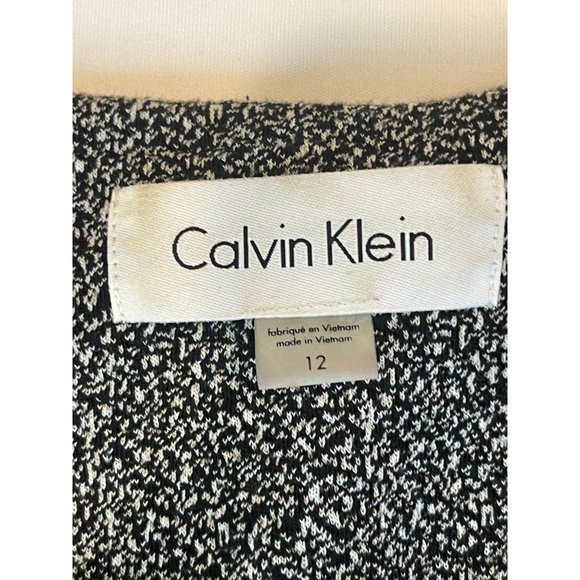 Calvin Klein
fabriqué en Vietnam
made in Vietnam
12